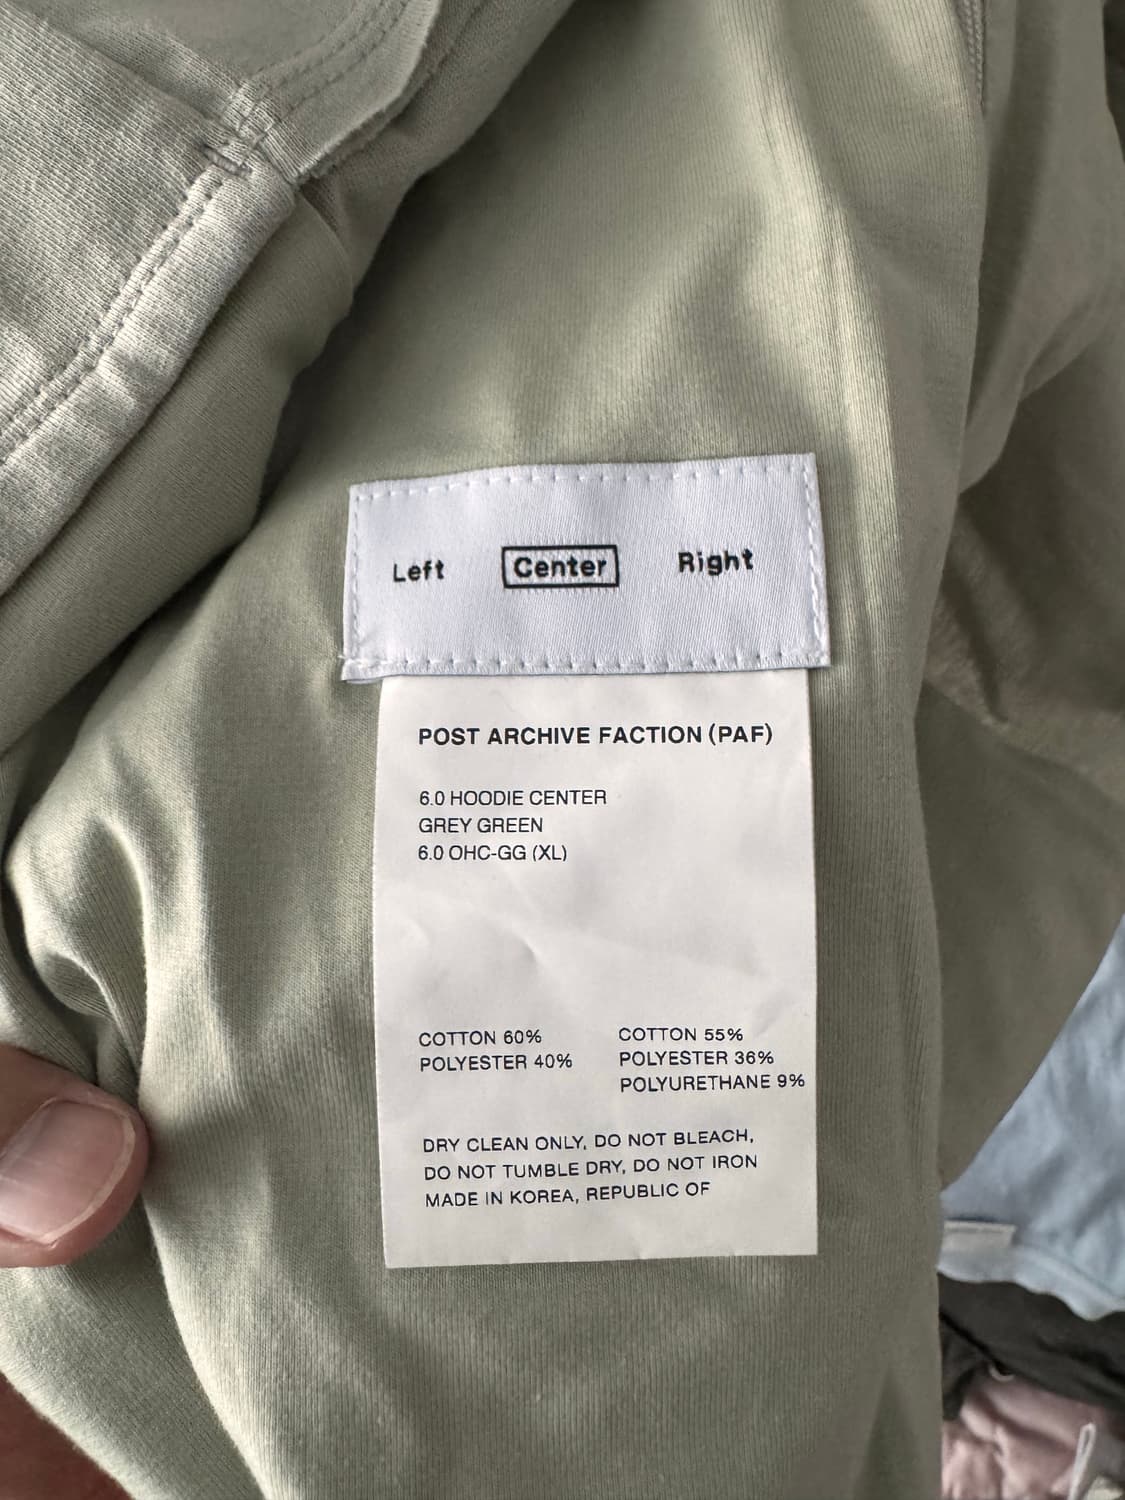 Left Center Right
POST ARCHIVE FACTION (PAF)
6.0 HOODIE CENTER
GREY GREEN
6.0 OHC-GG (XL)
COTTON 60%
POLYESTER 40%
COTTON 55%
POLYESTER 36%
POLYURETHANE 9%
DRY CLEAN ONLY, DO NOT BLEACH,
DO NOT TUMBLE DRY, DO NOT IRON
MADE IN KOREA, REPUBLIC OF